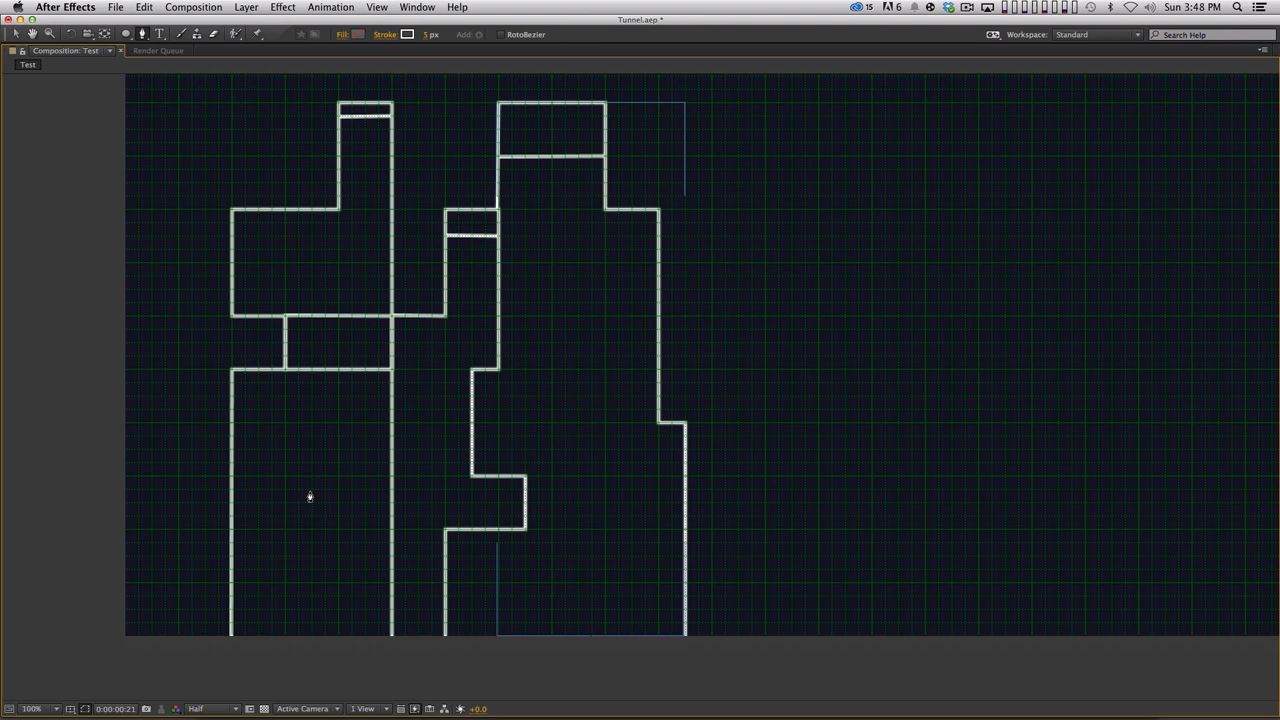 After Effects File Edit Composition Layer Effect Animation View Window Help 15 A 6 Sun 3:48 PM
Tunnel.aep *
T Fill: Stroke: 5 px Add: RotoBezier Workspace: Standard Search Help
Composition: Test Render Queue
Test
100% 0:00:00:21 Half Active Camera 1 View +0.0